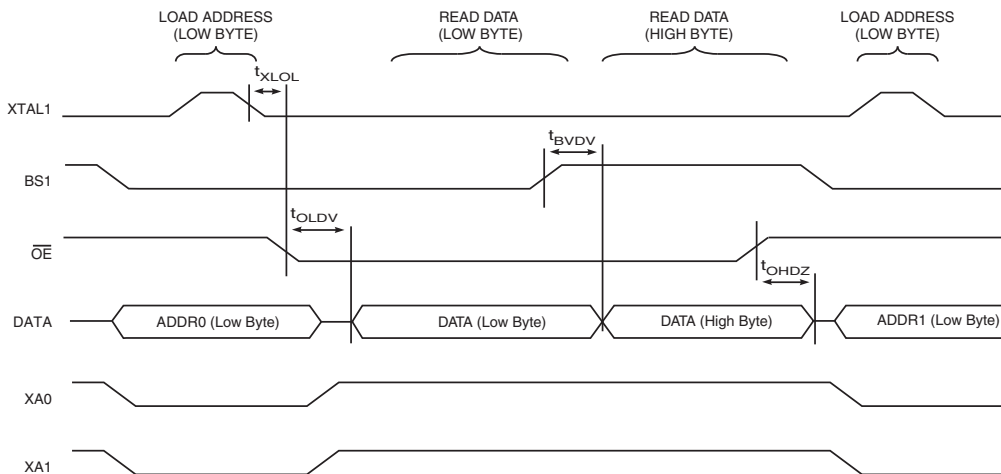 LOAD ADDRESS
(LOW BYTE)
READ DATA
(LOW BYTE)
READ DATA
(HIGH BYTE)
LOAD ADDRESS
(LOW BYTE)
tXLOL
XTAL1
tBVDV
BS1
tOLDV
OE
tOHDZ
DATA
ADDR0 (Low Byte)
DATA (Low Byte)
DATA (High Byte)
ADDR1 (Low Byte)
XA0
XA1